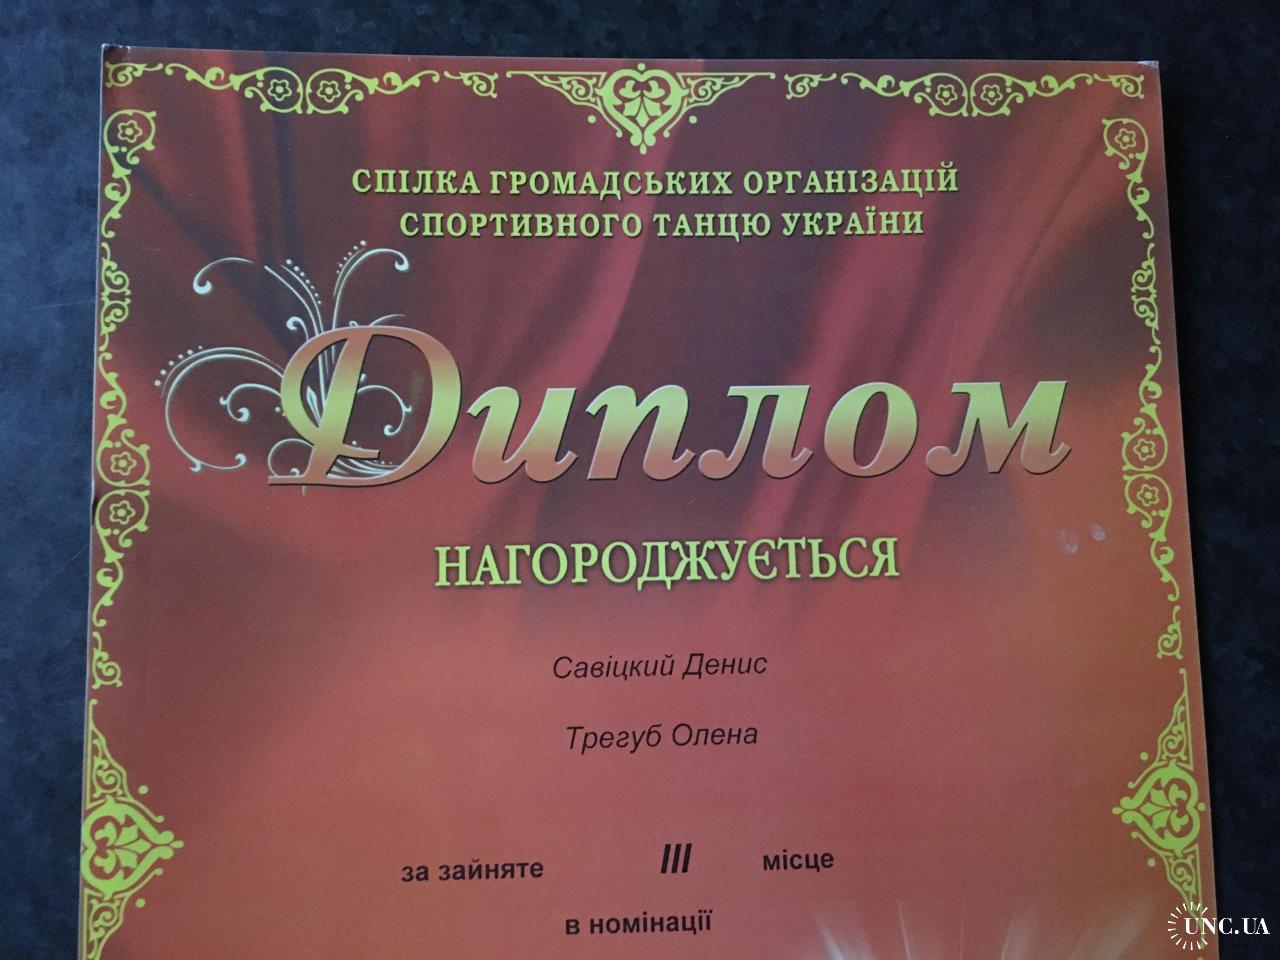 СПІЛКА ГРОМАДСЬКИХ ОРГАНІЗАЦІЙ
СПОРТИВНОГО ТАНЦЮ УКРАЇНИ
Диплом
НАГОРОДЖУЄТЬСЯ
Савіцкий Денис
Трегуб Олена
за зайняте III місце
в номінації
UNC.UA